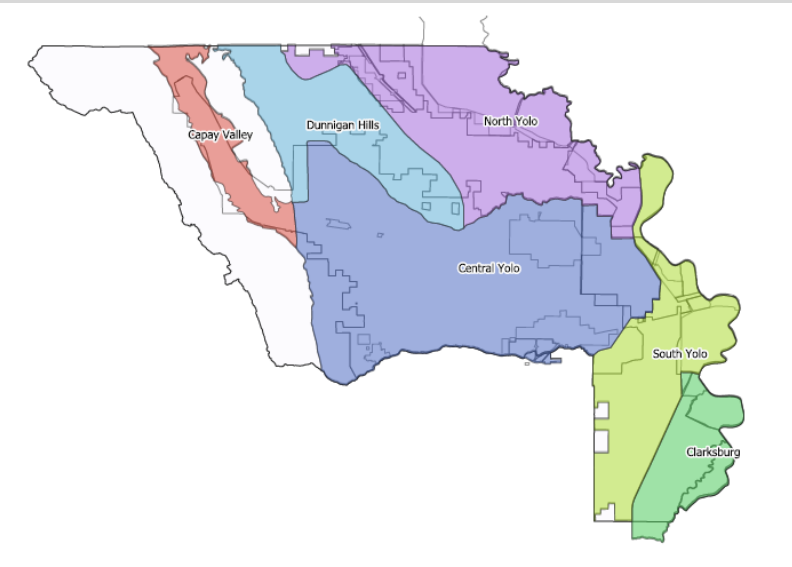 North Yolo
Dunnigan Hills
Capay Valley
Central Yolo
South Yolo
Clarksburg